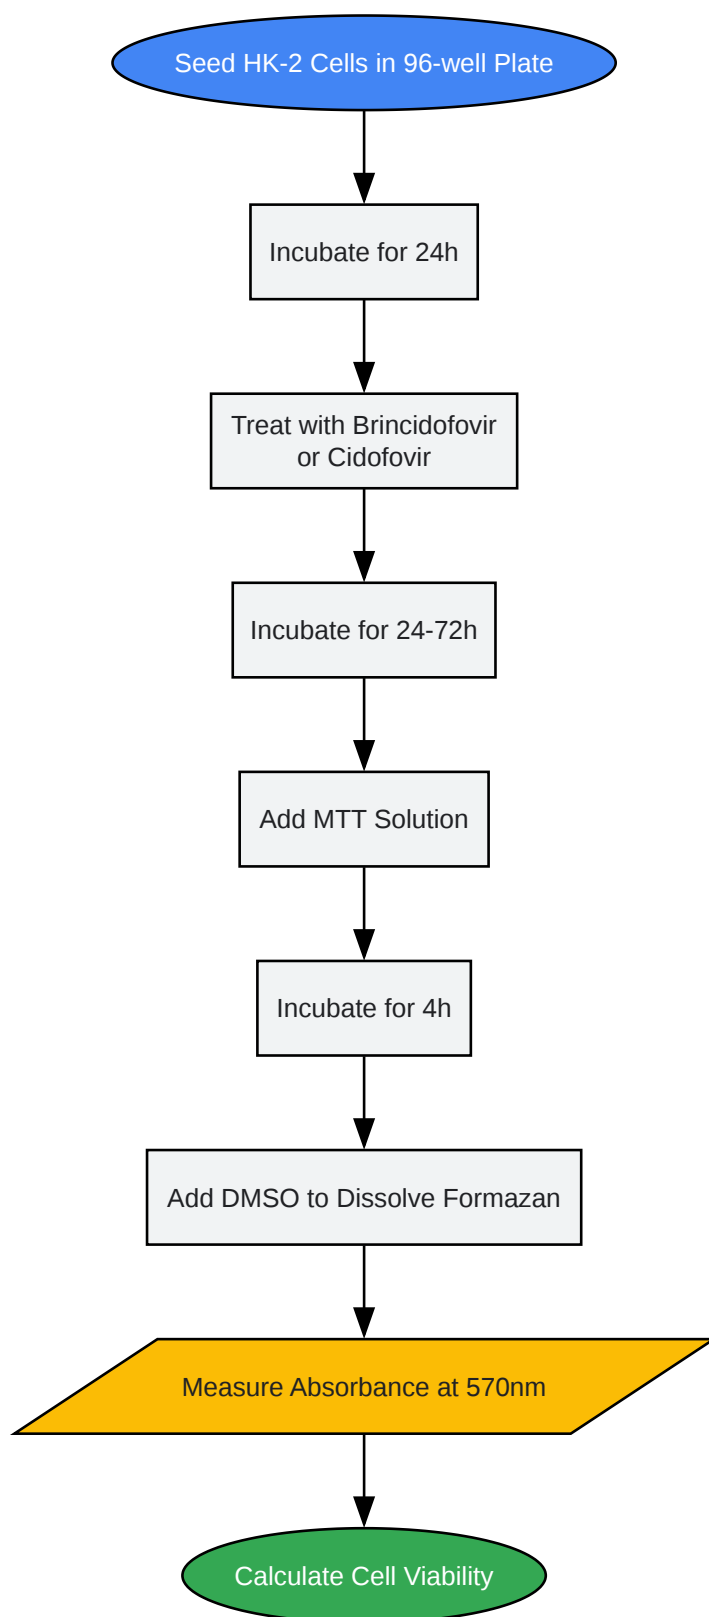 Seed HK-2 Cells in 96-well Plate
Incubate for 24h
Treat with Brincidofovir
or Cidofovir
Incubate for 24-72h
Add MTT Solution
Incubate for 4h
Add DMSO to Dissolve Formazan
Measure Absorbance at 570nm
Calculate Cell Viability